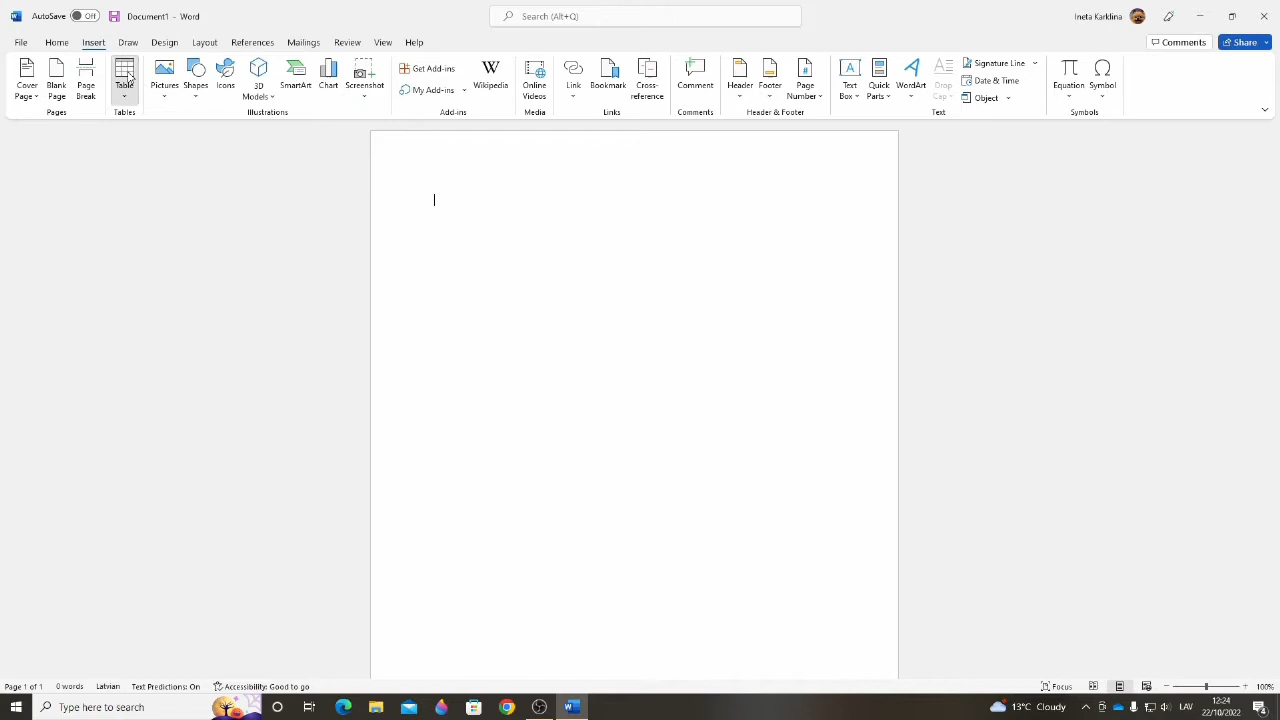 AutoSave Off Document1 - Word Search (Alt+Q) Ineta Karklina
File Home Insert Draw Design Layout References Mailings Review View Help Comments Share
Cover Page Blank Page Page Break Table Pictures Shapes Icons 3D Models SmartArt Chart Screenshot Get Add-ins My Add-ins Wikipedia Online Videos Link Bookmark Cross-reference Comment Header Footer Page Number Text Box Quick Parts WordArt Drop Cap Signature Line Date & Time Object Equation Symbol
Pages Tables Illustrations Add-ins Media Links Comments Header & Footer Text Symbols
Page 1 of 1 0 words Latvian Text Predictions: On Accessibility: Good to go Focus 100%
Type here to search 13°C Cloudy LAV 12:24
22/10/2022